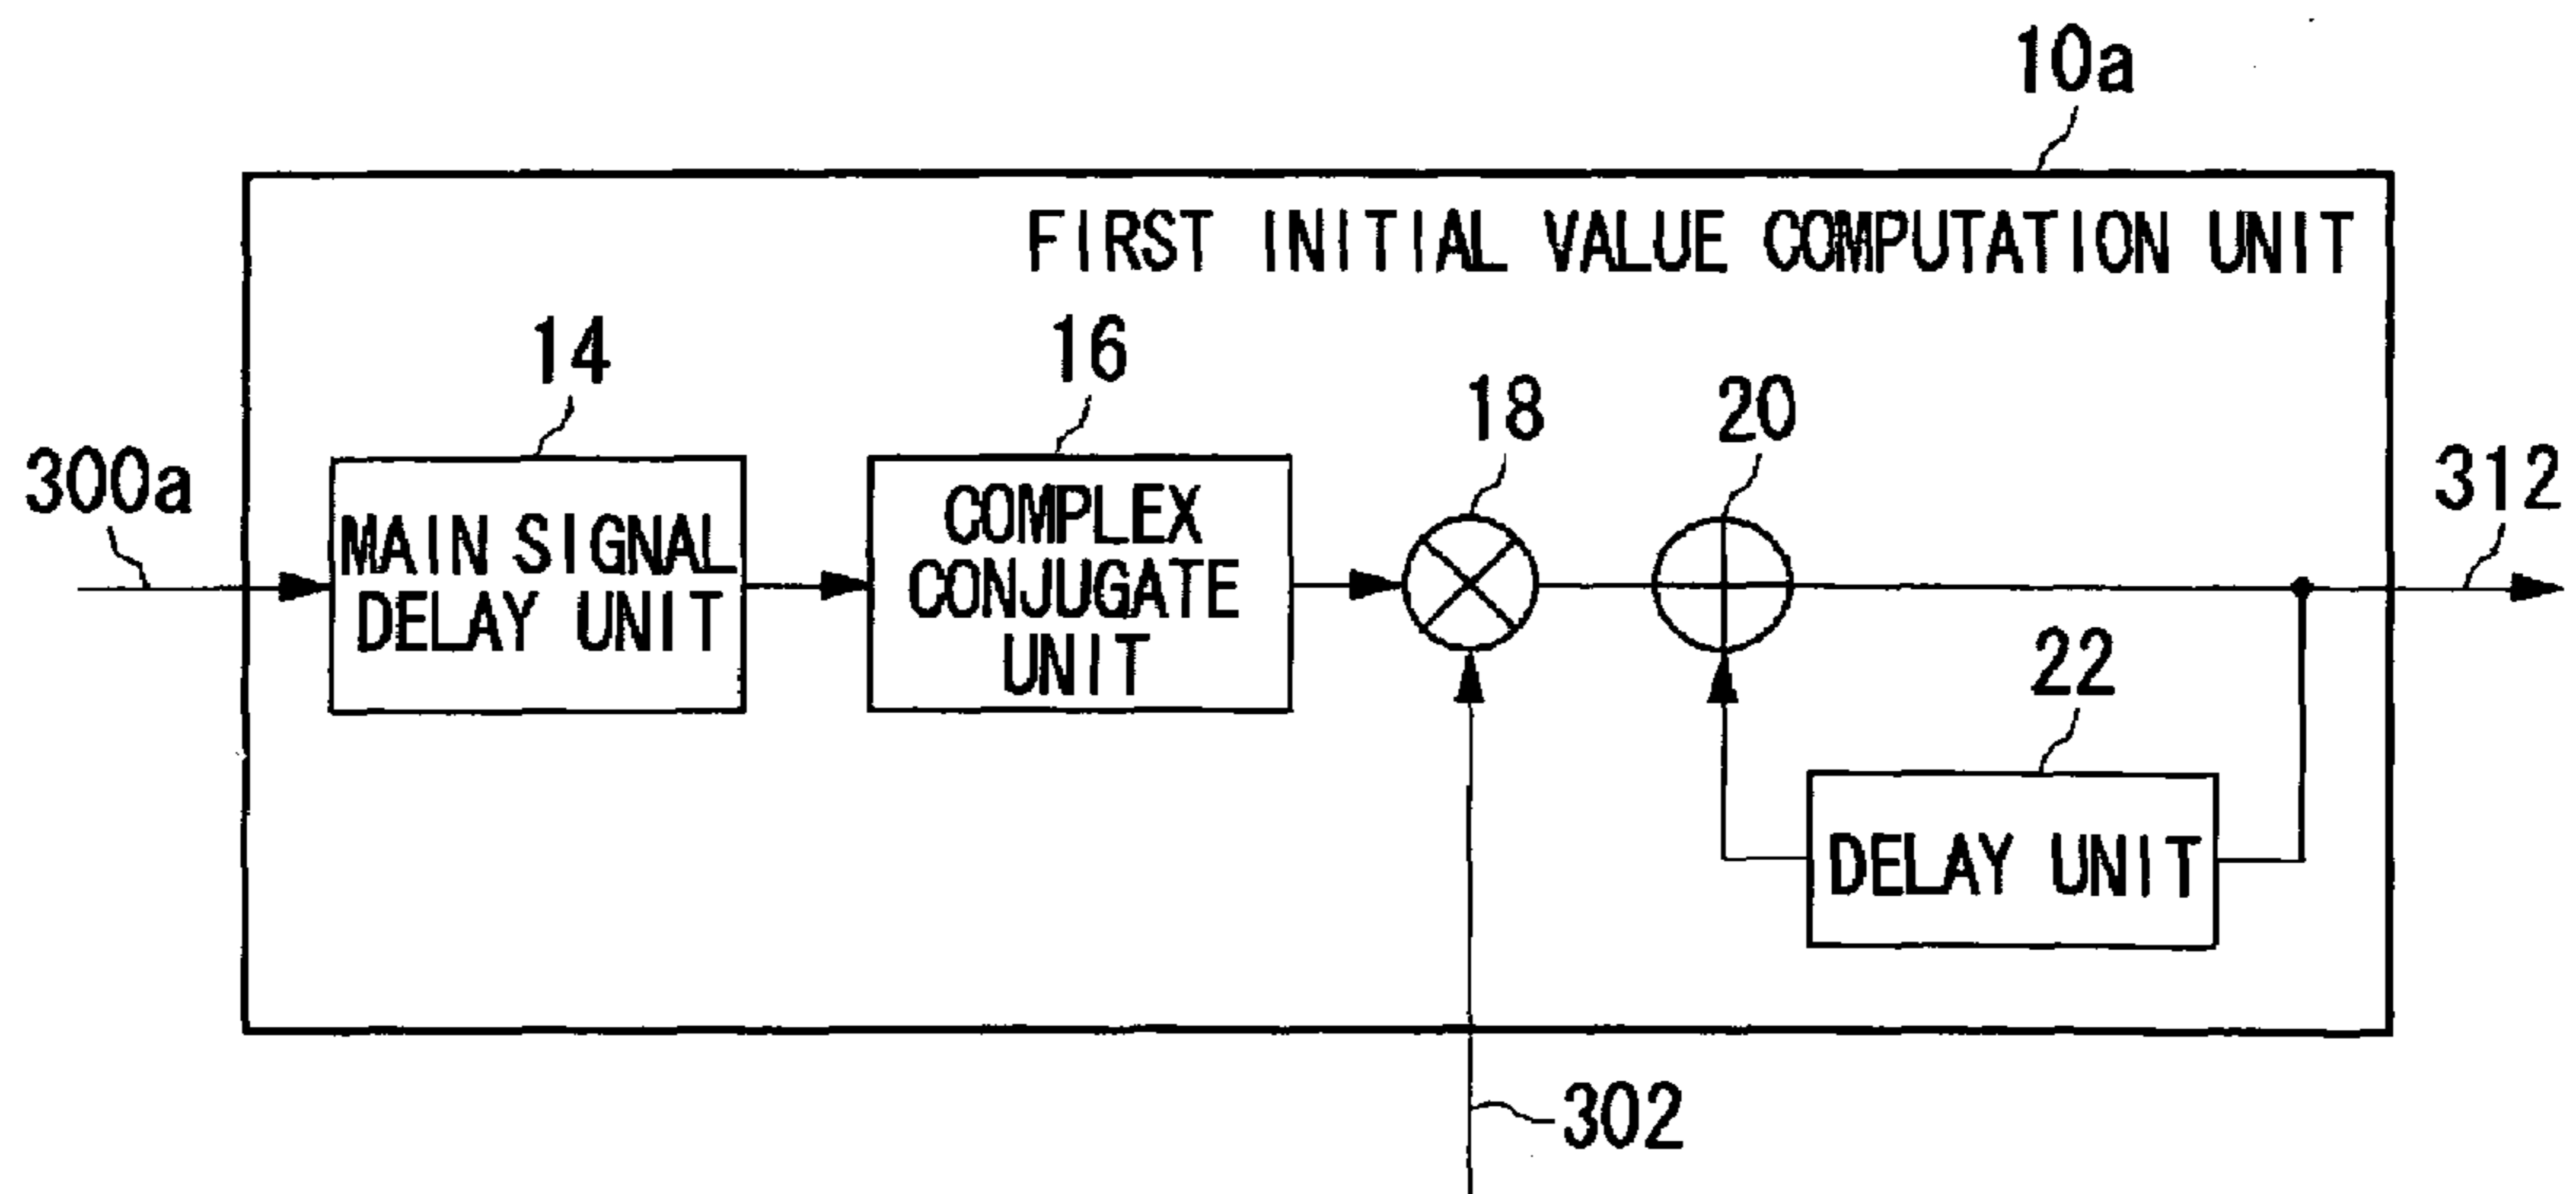 10a
FIRST INITIAL VALUE COMPUTATION UNIT
14
16
18
20
300a
312
MAIN SIGNAL
DELAY UNIT
COMPLEX
CONJUGATE
UNIT
22
DELAY UNIT
302